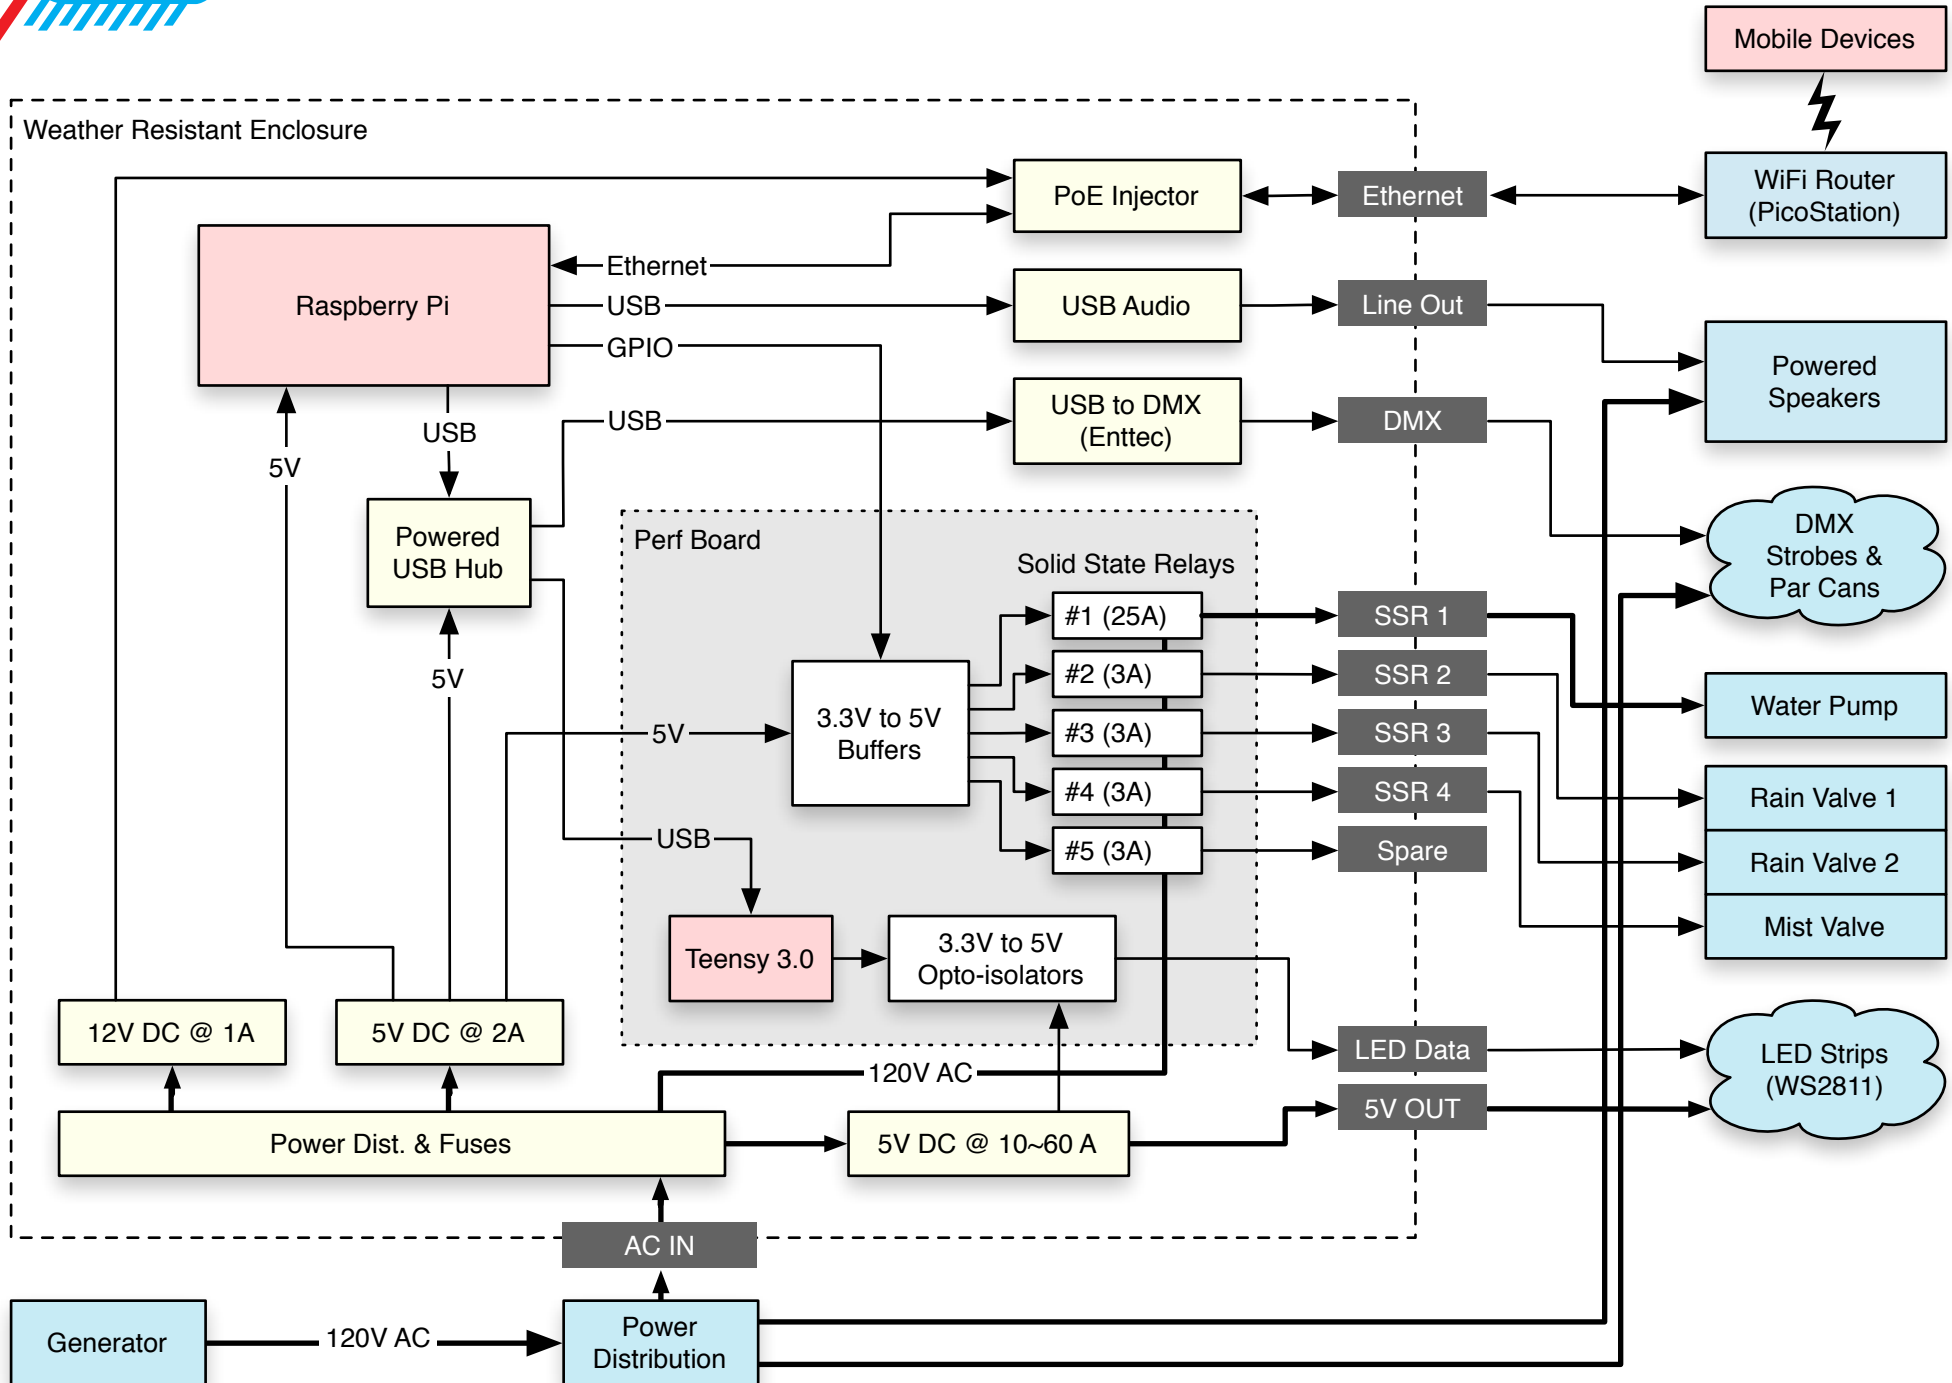 Mobile Devices
Weather Resistant Enclosure
PoE Injector
Ethernet
WiFi Router
(PicoStation)
Raspberry Pi
Ethernet
USB
GPIO
USB Audio
Line Out
Powered
Speakers
USB
5V
USB
USB to DMX
(Enttec)
DMX
Powered
USB Hub
Perf Board
Solid State Relays
DMX
Strobes &
Par Cans
5V
5V
3.3V to 5V
Buffers
#1 (25A)
#2 (3A)
#3 (3A)
#4 (3A)
#5 (3A)
SSR 1
SSR 2
SSR 3
SSR 4
Spare
Water Pump
Rain Valve 1
Rain Valve 2
Mist Valve
USB
Teensy 3.0
3.3V to 5V
Opto-isolators
12V DC @ 1A
5V DC @ 2A
120V AC
LED Data
5V OUT
LED Strips
(WS2811)
Power Dist. & Fuses
5V DC @ 10~60 A
AC IN
Generator
120V AC
Power
Distribution